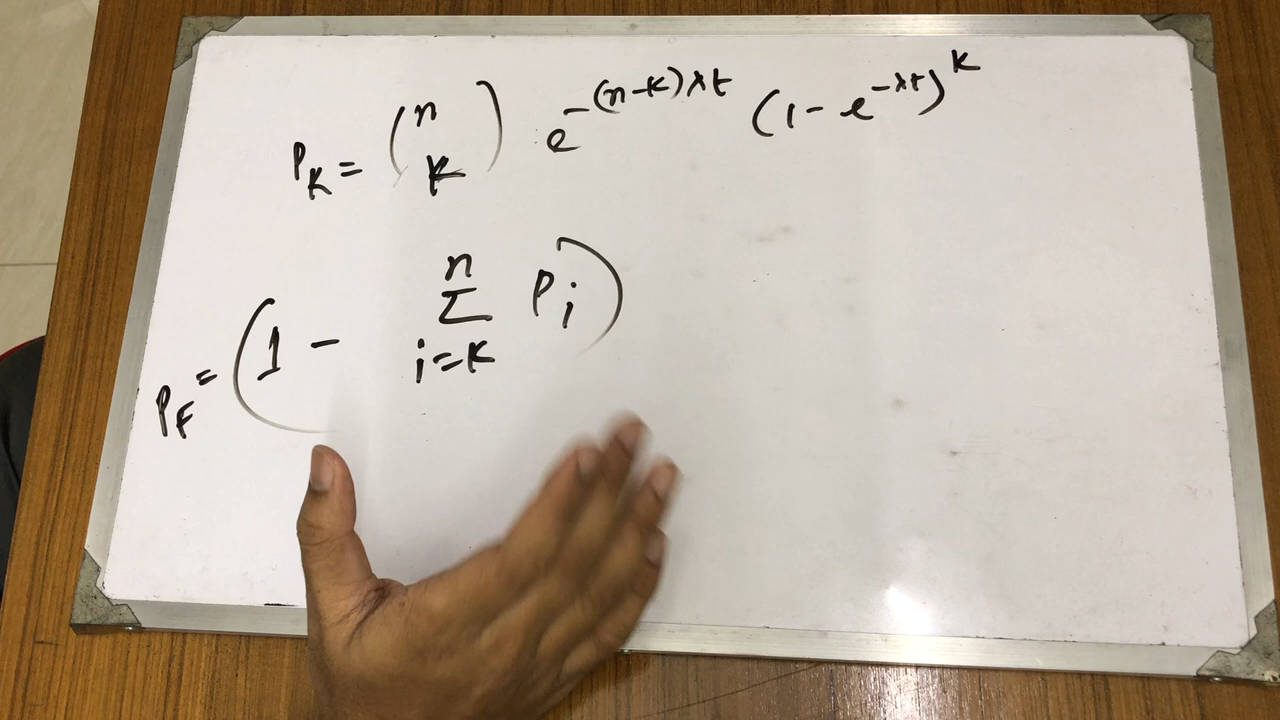 P_K = (n K) e^{-(n-K)λt} (1 - e^{-λt})^K
P_F = (1 - Σ_{i=K}^{n} P_i)